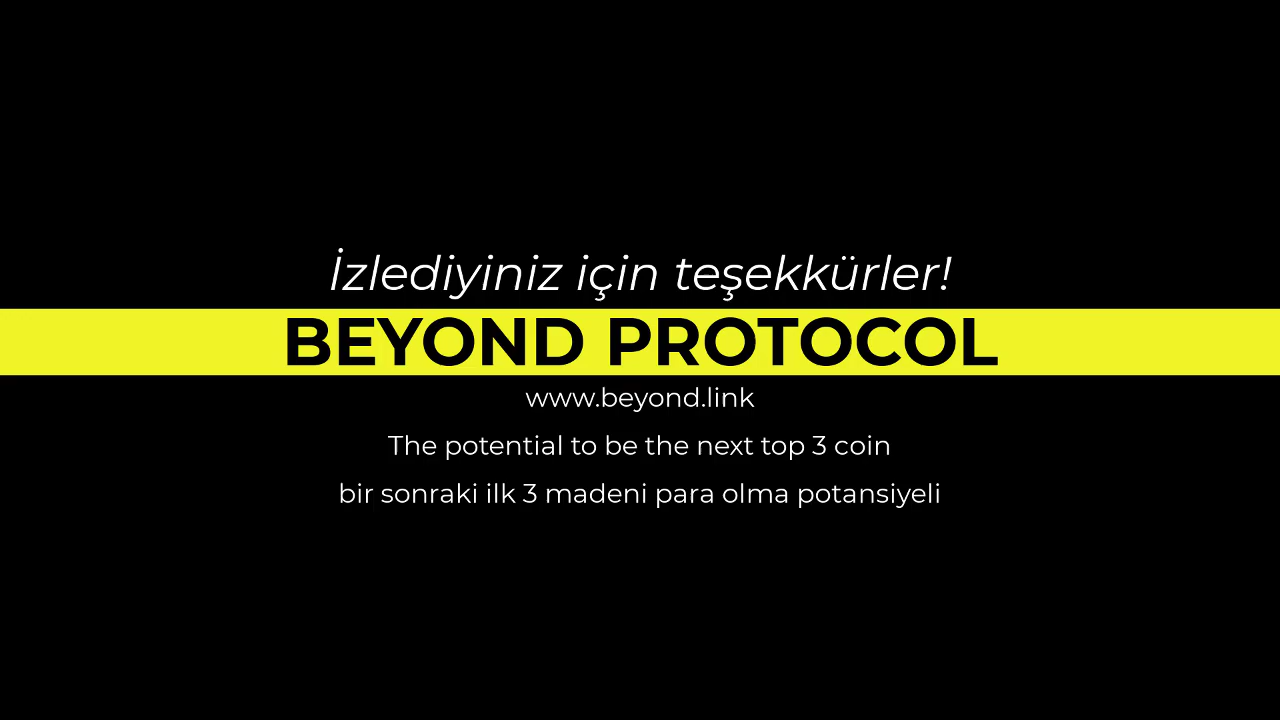 İzlediyiniz için teşekkürler!
BEYOND PROTOCOL
www.beyond.link
The potential to be the next top 3 coin
bir sonraki ilk 3 madeni para olma potansiyeli